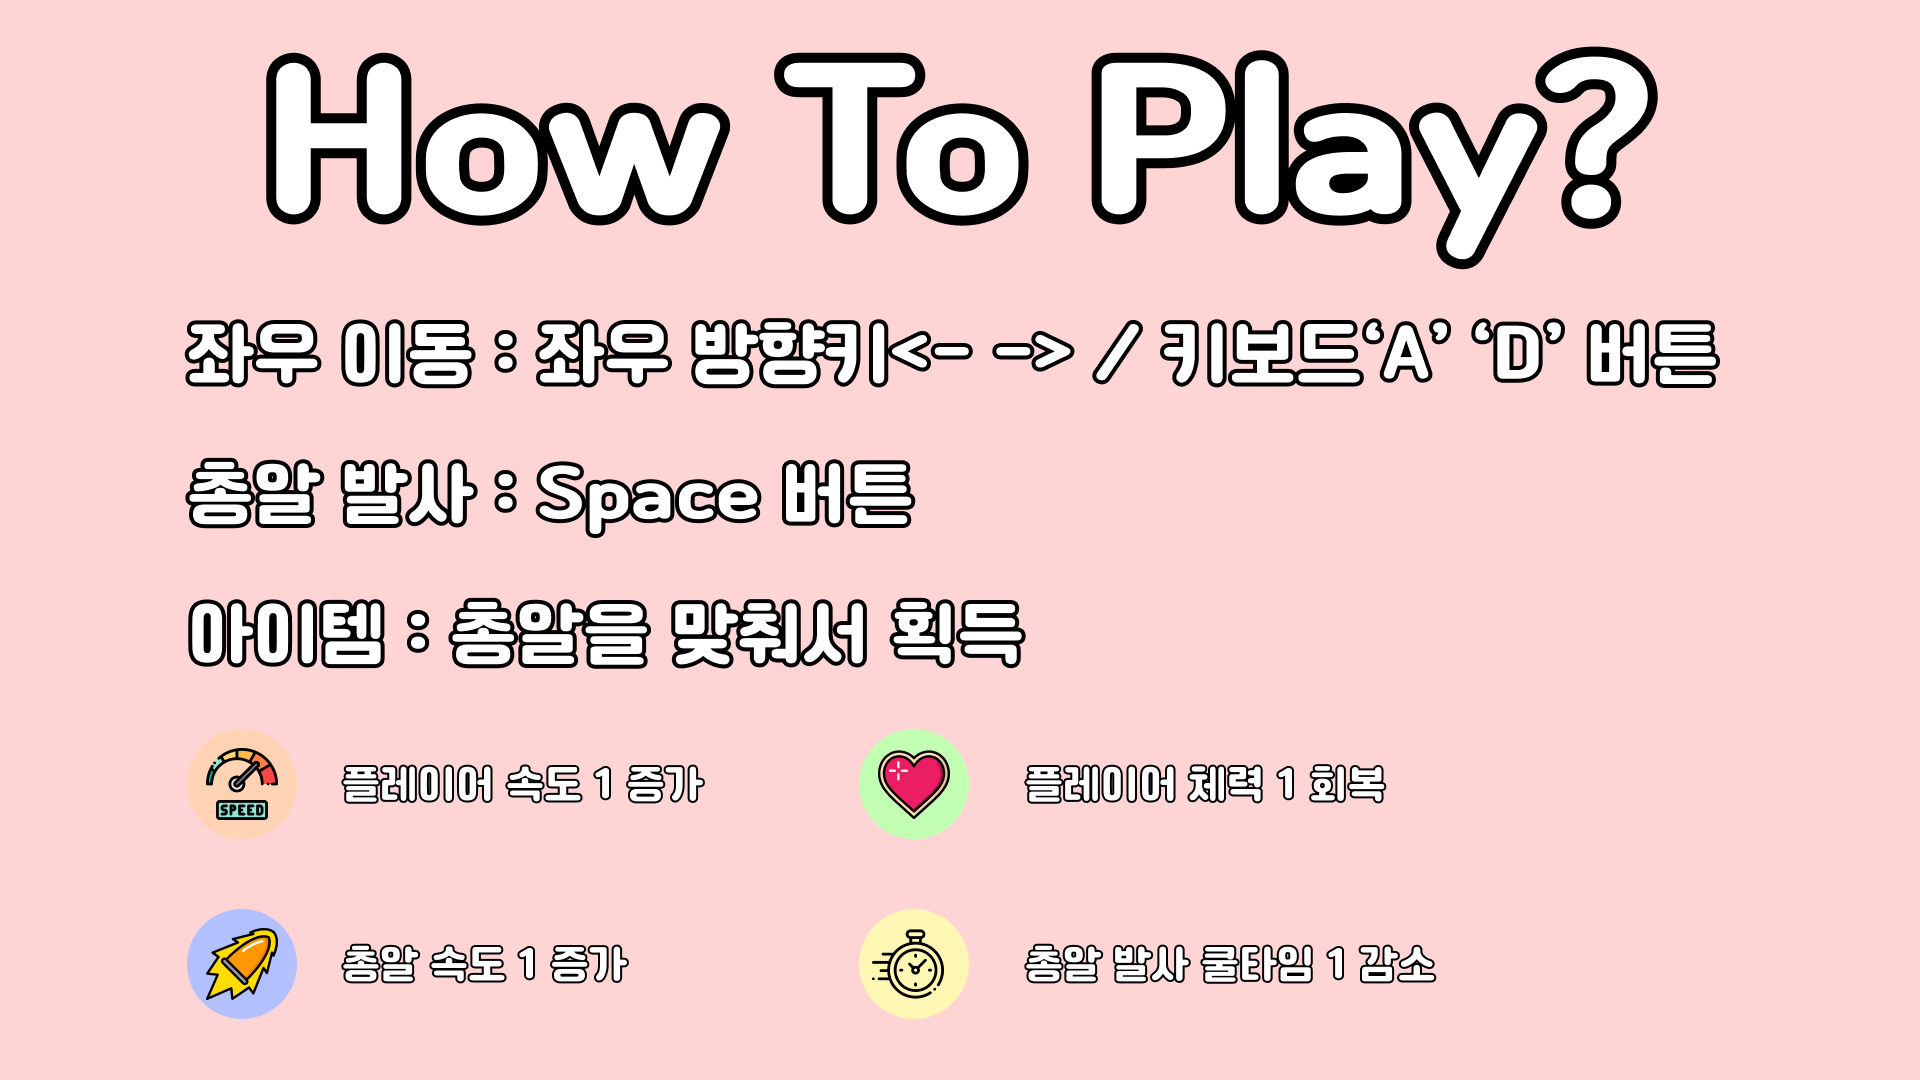 How To Play?
좌우 이동 : 좌우 방향키<- -> / 키보드‘A’ ‘D’ 버튼
총알 발사 : Space 버튼
아이템 : 총알을 맞춰서 획득
SPEED
플레이어 속도 1 증가
플레이어 체력 1 회복
총알 속도 1 증가
총알 발사 쿨타임 1 감소